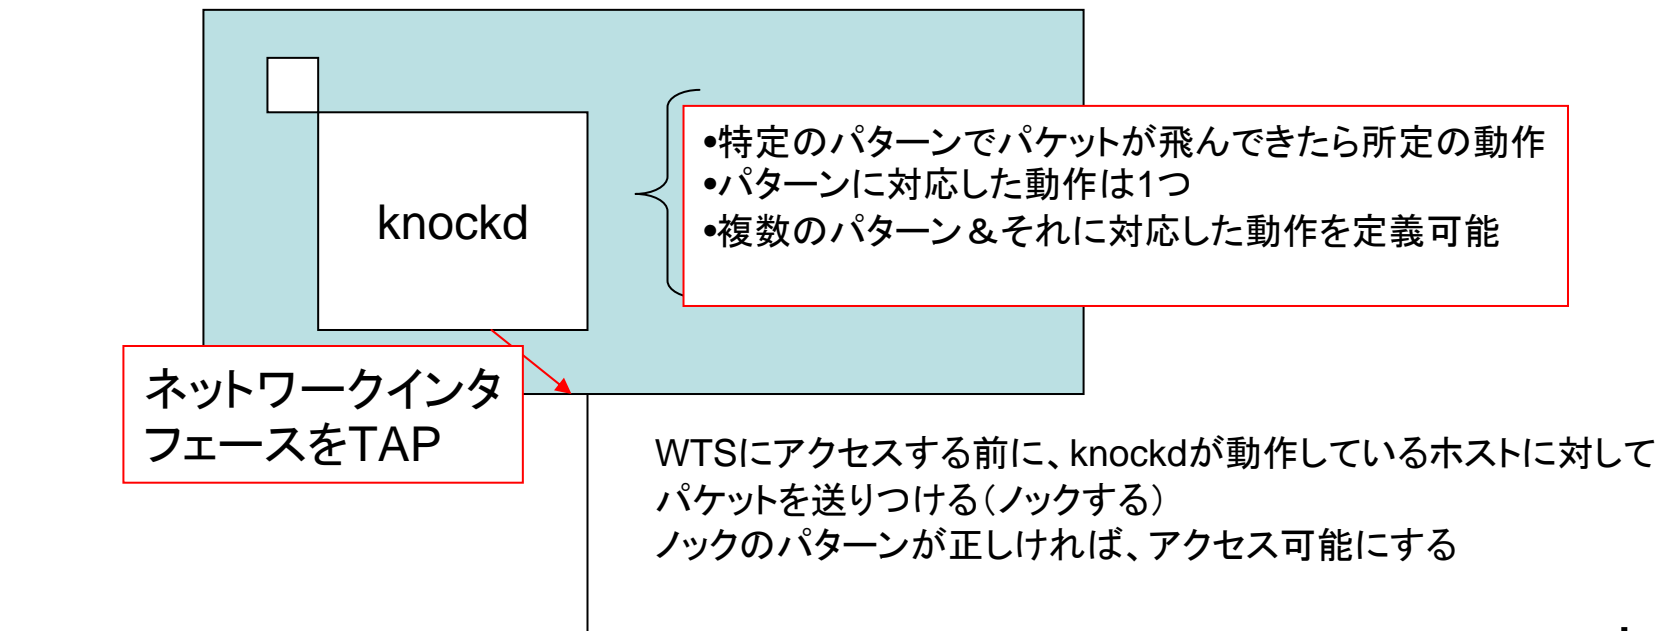 •特定のパターンでパケットが飛んできたら所定の動作
•パターンに対応した動作は1つ
•複数のパターン＆それに対応した動作を定義可能
knockd
ネットワークインタ
フェースをTAP
WTSにアクセスする前に、knockdが動作しているホストに対して
パケットを送りつける（ノックする）
ノックのパターンが正しければ、アクセス可能にする